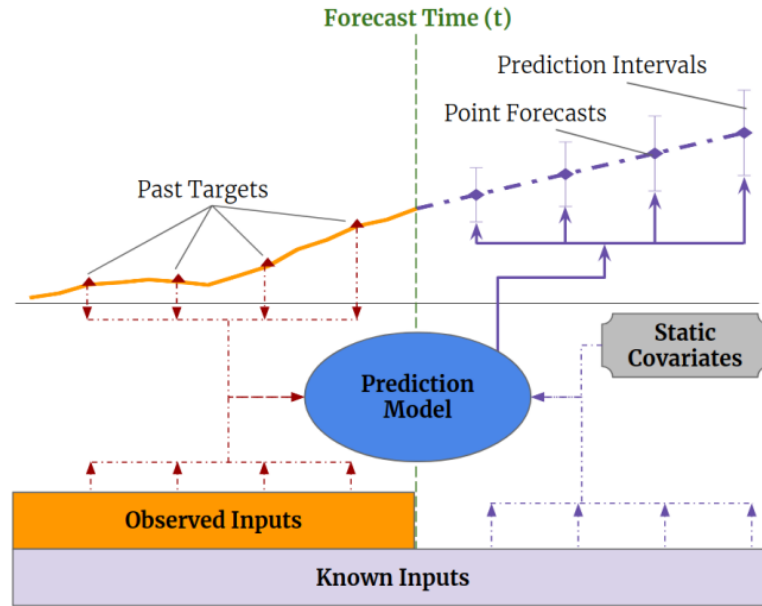 Forecast Time (t)
Prediction Intervals
Point Forecasts
Past Targets
Static
Covariates
Prediction
Model
Observed Inputs
Known Inputs